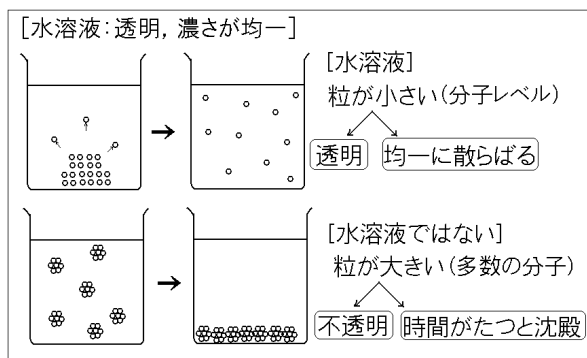 [水溶液:透明, 濃さが均一]
[水溶液]
粒が小さい(分子レベル)
透明 均一に散らばる
[水溶液ではない]
粒が大きい(多数の分子)
不透明 時間がたつと沈殿